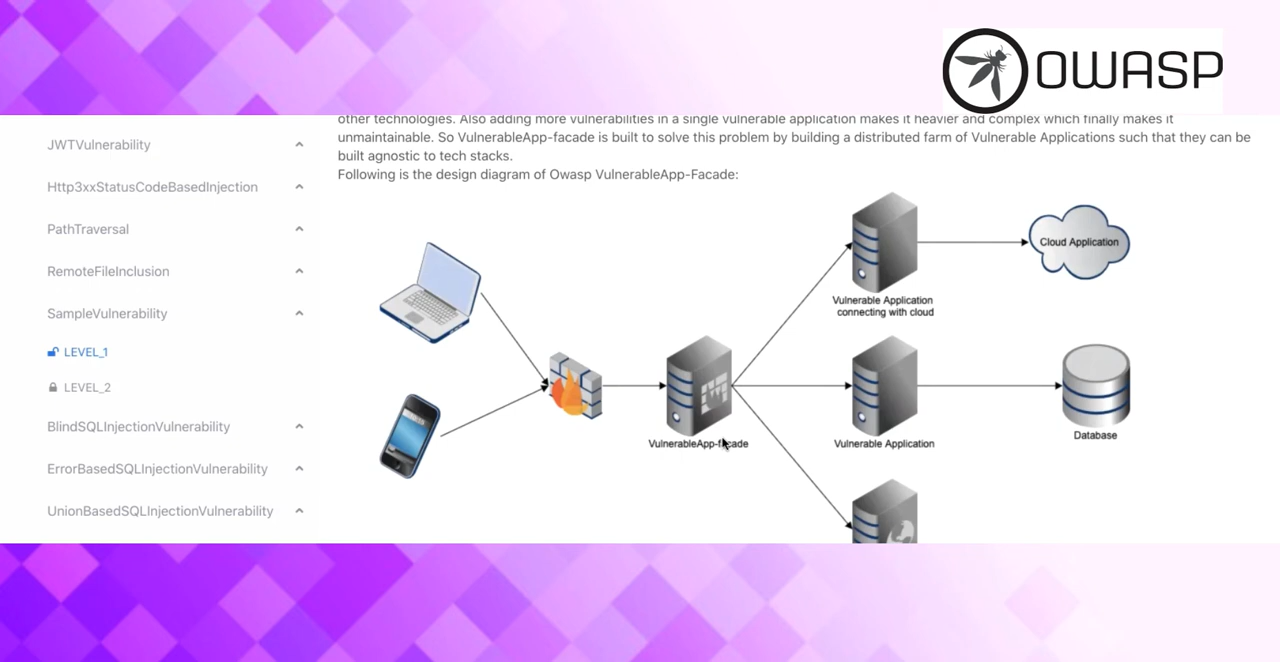 OWASP
other technologies. Also adding more vulnerabilities in a single vulnerable application makes it heavier and complex which finally makes it
unmaintainable. So VulnerableApp-facade is built to solve this problem by building a distributed farm of Vulnerable Applications such that they can be
built agnostic to tech stacks.
Following is the design diagram of Owasp VulnerableApp-Facade:
JWTVulnerability
Http3xxStatusCodeBasedInjection
PathTraversal
RemoteFileInclusion
SampleVulnerability
LEVEL_1
LEVEL_2
BlindSQLInjectionVulnerability
ErrorBasedSQLInjectionVulnerability
UnionBasedSQLInjectionVulnerability
Cloud Application
Vulnerable Application
connecting with cloud
VulnerableApp-facade
Vulnerable Application
Database